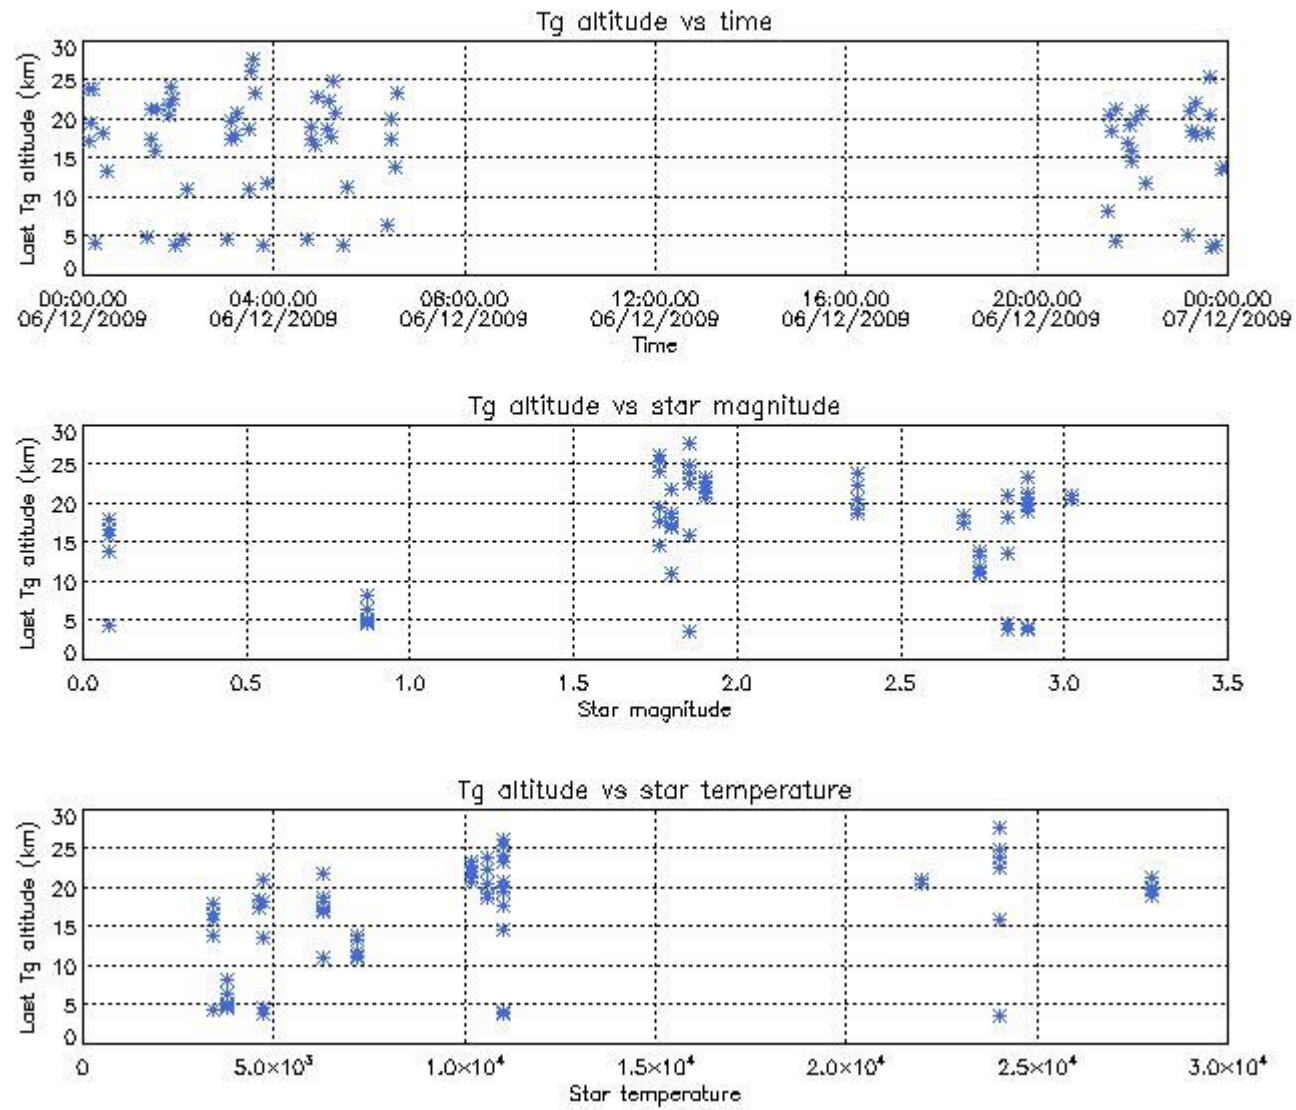 Tg altitude vs time
Last Tg altitude (km)
30
25
20
15
10
5
0
00:00.00 04:00.00 08:00.00 12:00.00 16:00.00 20:00.00 00:00.00
06/12/2009 06/12/2009 06/12/2009 06/12/2009 06/12/2009 06/12/2009 07/12/2009
Time
Tg altitude vs star magnitude
Last Tg altitude (km)
30
25
20
15
10
5
0
0.0 0.5 1.0 1.5 2.0 2.5 3.0 3.5
Star magnitude
Tg altitude vs star temperature
Last Tg altitude (km)
30
25
20
15
10
5
0
0 5.0×10³ 1.0×10⁴ 1.5×10⁴ 2.0×10⁴ 2.5×10⁴ 3.0×10⁴
Star temperature